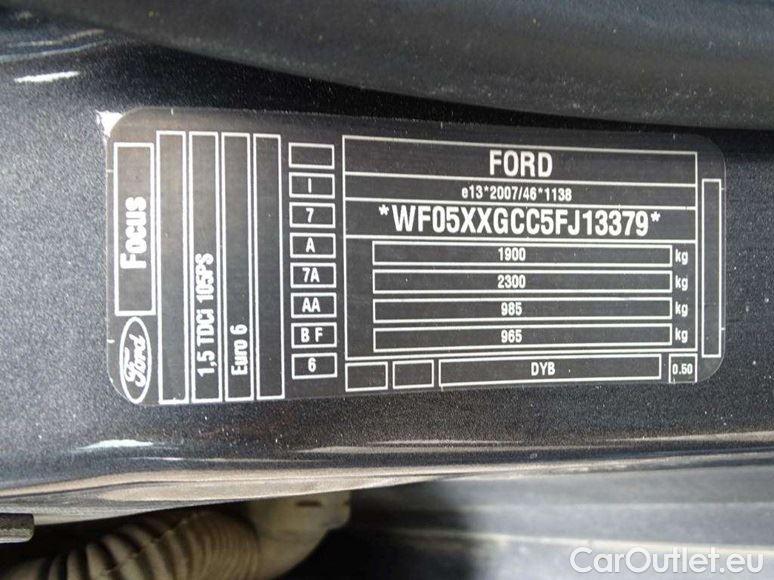 Focus
Ford
1,5 TDCi 105PS
Euro 6
I
7
A
7A
AA
B F
6
FORD
e13*2007/46*1138
*WF05XXGCC5FJ13379*
1900 kg
2300 kg
985 kg
965 kg
DYB
0.50
CarOutlet.eu